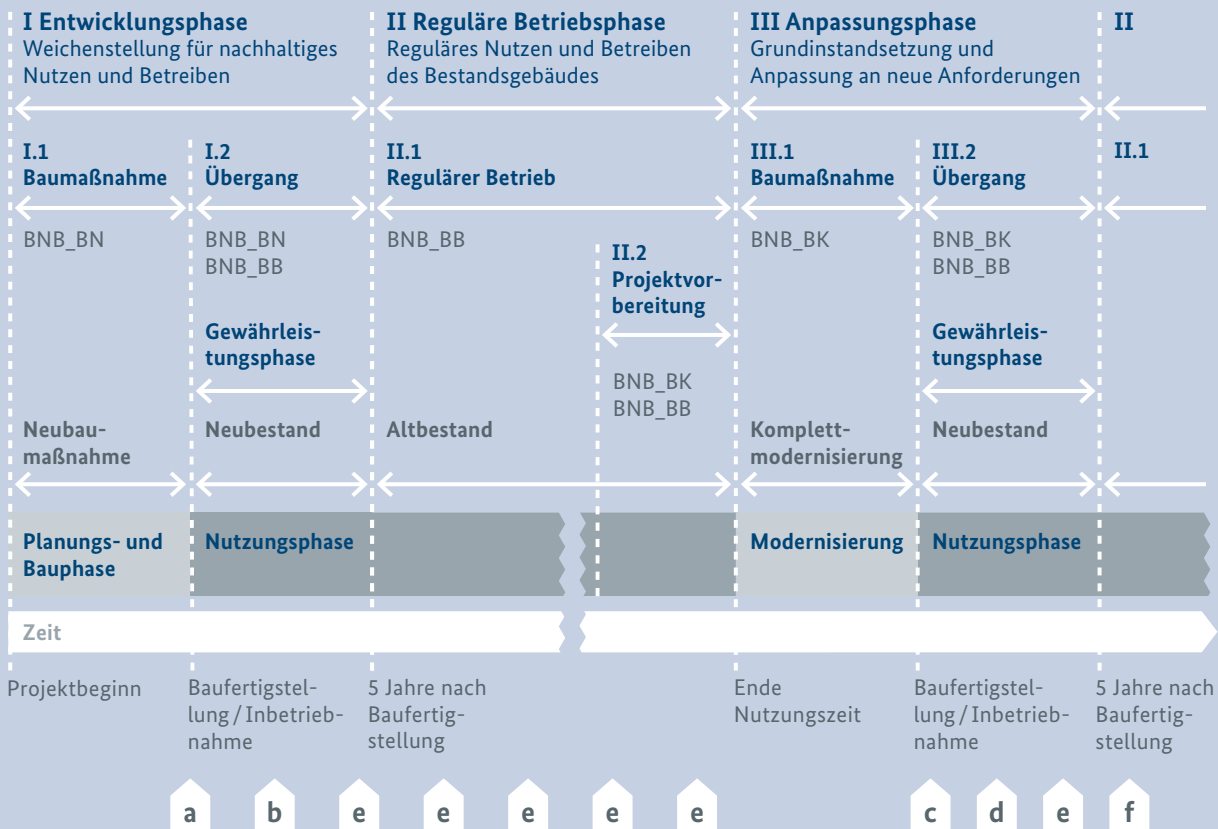 I Entwicklungsphase
Weichenstellung für nachhaltiges
Nutzen und Betreiben
II Reguläre Betriebsphase
Reguläres Nutzen und Betreiben
des Bestandsgebäudes
III Anpassungsphase
Grundinstandsetzung und
Anpassung an neue Anforderungen
II
I.1
Baumaßnahme
I.2
Übergang
II.1
Regulärer Betrieb
III.1
Baumaßnahme
III.2
Übergang
II.1
BNB_BN
BNB_BN
BNB_BB
BNB_BB
II.2
Projektvor-
bereitung
BNB_BK
BNB_BB
BNB_BK
BNB_BK
BNB_BB
Gewährleis-
tungsphase
Gewährleis-
tungsphase
Neubau-
maßnahme
Neubestand
Altbestand
Komplett-
modernisierung
Neubestand
Planungs- und
Bauphase
Nutzungsphase
Modernisierung
Nutzungsphase
Zeit
Projektbeginn
Baufertigstel-
lung / Inbetrieb-
nahme
5 Jahre nach
Baufertig-
stellung
Ende
Nutzungszeit
Baufertigstel-
lung / Inbetrieb-
nahme
5 Jahre nach
Baufertig-
stellung
a b e e e e e c d e f